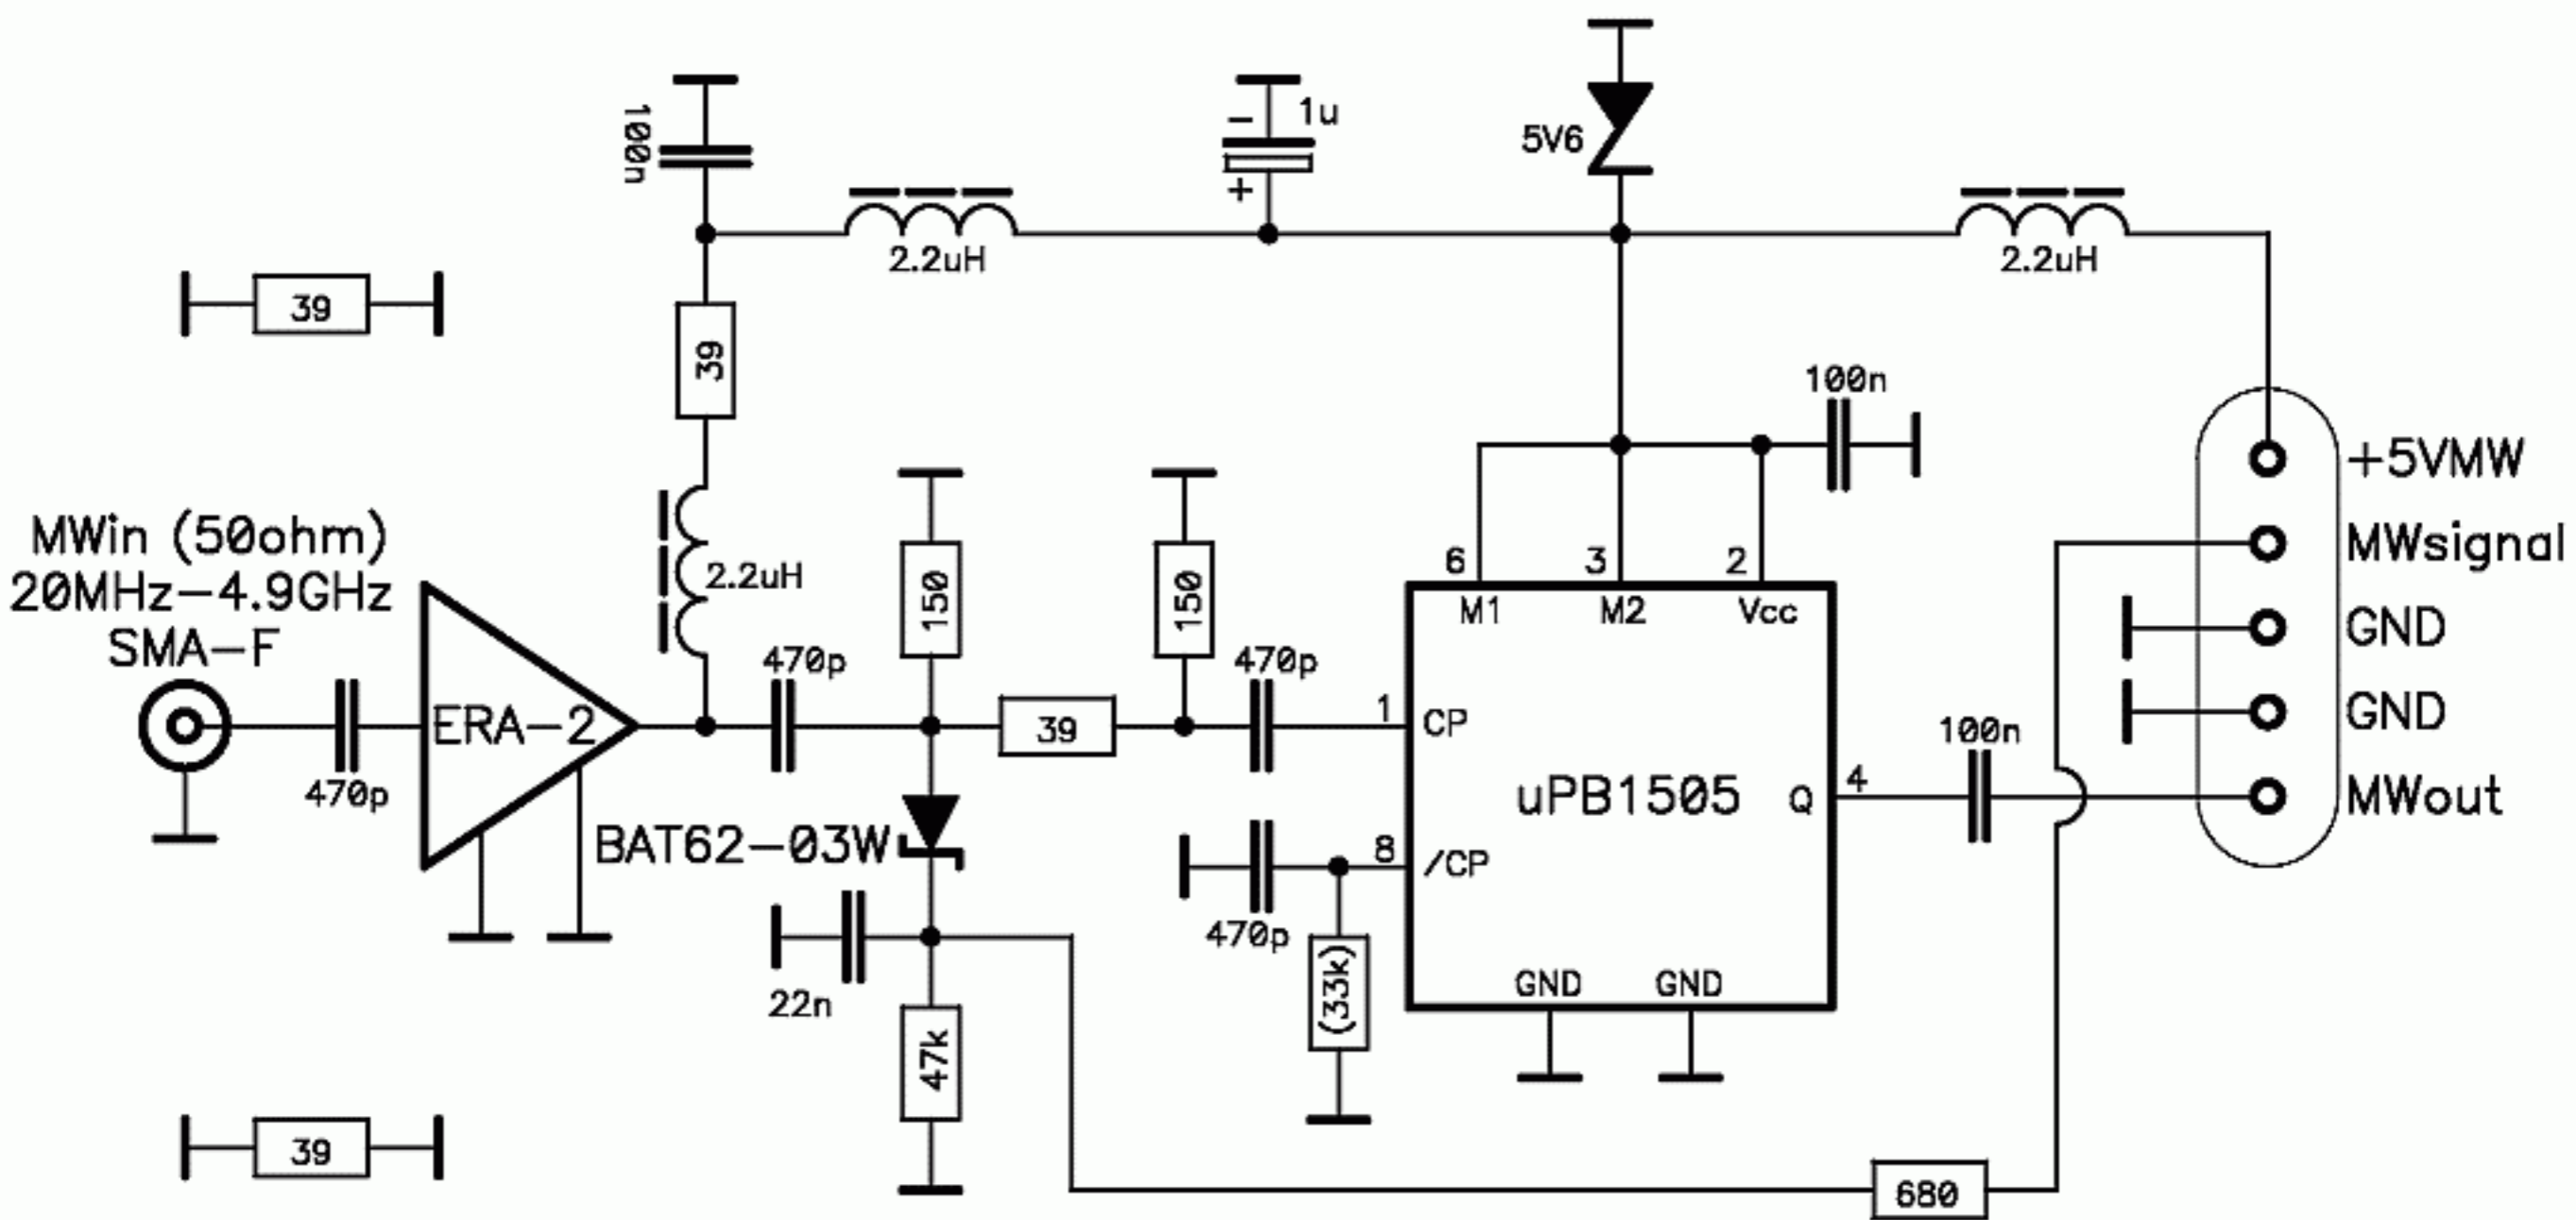 100n
-
1u
+
5V6
2.2uH
2.2uH
39
39
100n
+5VMW
MWin (50ohm)
20MHz-4.9GHz
SMA-F
2.2uH
150
150
6
3
2
M1
M2
Vcc
MWsignal
GND
GND
470p
470p
ERA-2
39
1
CP
100n
470p
BAT62-03W
8
/CP
uPB1505
Q
4
MWout
22n
470p
(33k)
GND
GND
47k
39
680